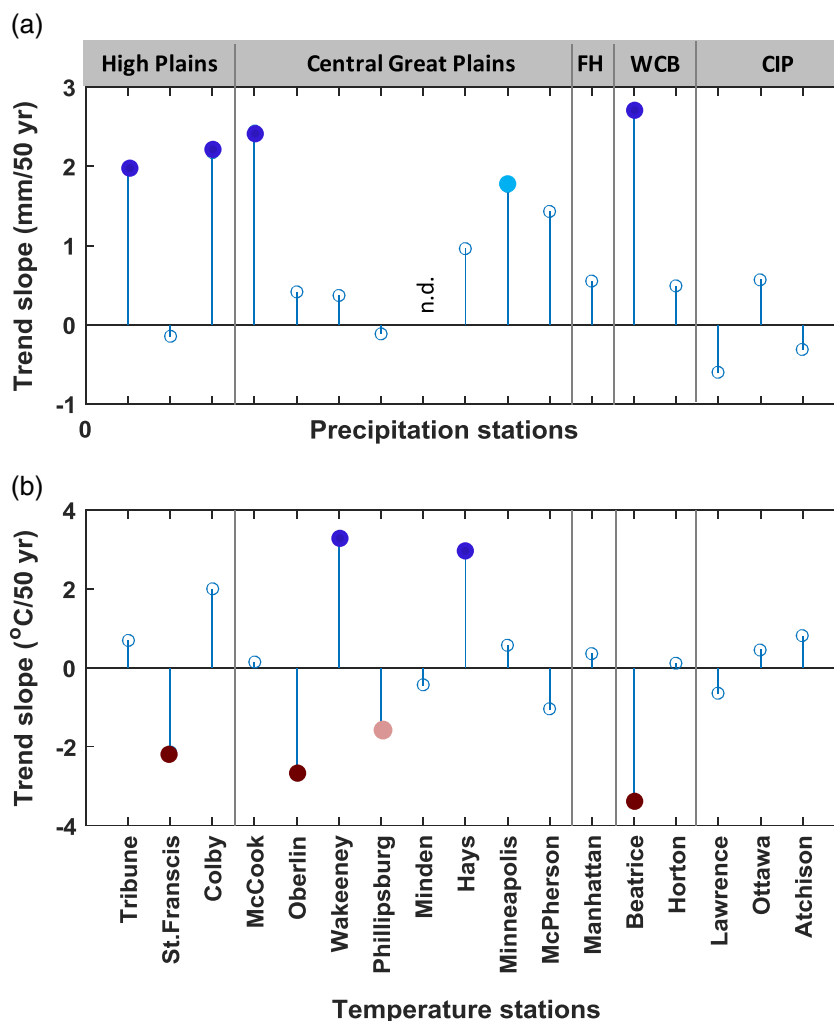 (a)
High Plains Central Great Plains FH WCB CIP
Trend slope (mm/50 yr)
3
2
1
0
-1
n.d.
0
Precipitation stations
(b)
Trend slope (°C/50 yr)
4
2
0
-2
-4
Tribune
St.Franscis
Colby
McCook
Oberlin
Wakeeney
Phillipsburg
Minden
Hays
Minneapolis
McPherson
Manhattan
Beatrice
Horton
Lawrence
Ottawa
Atchison
Temperature stations